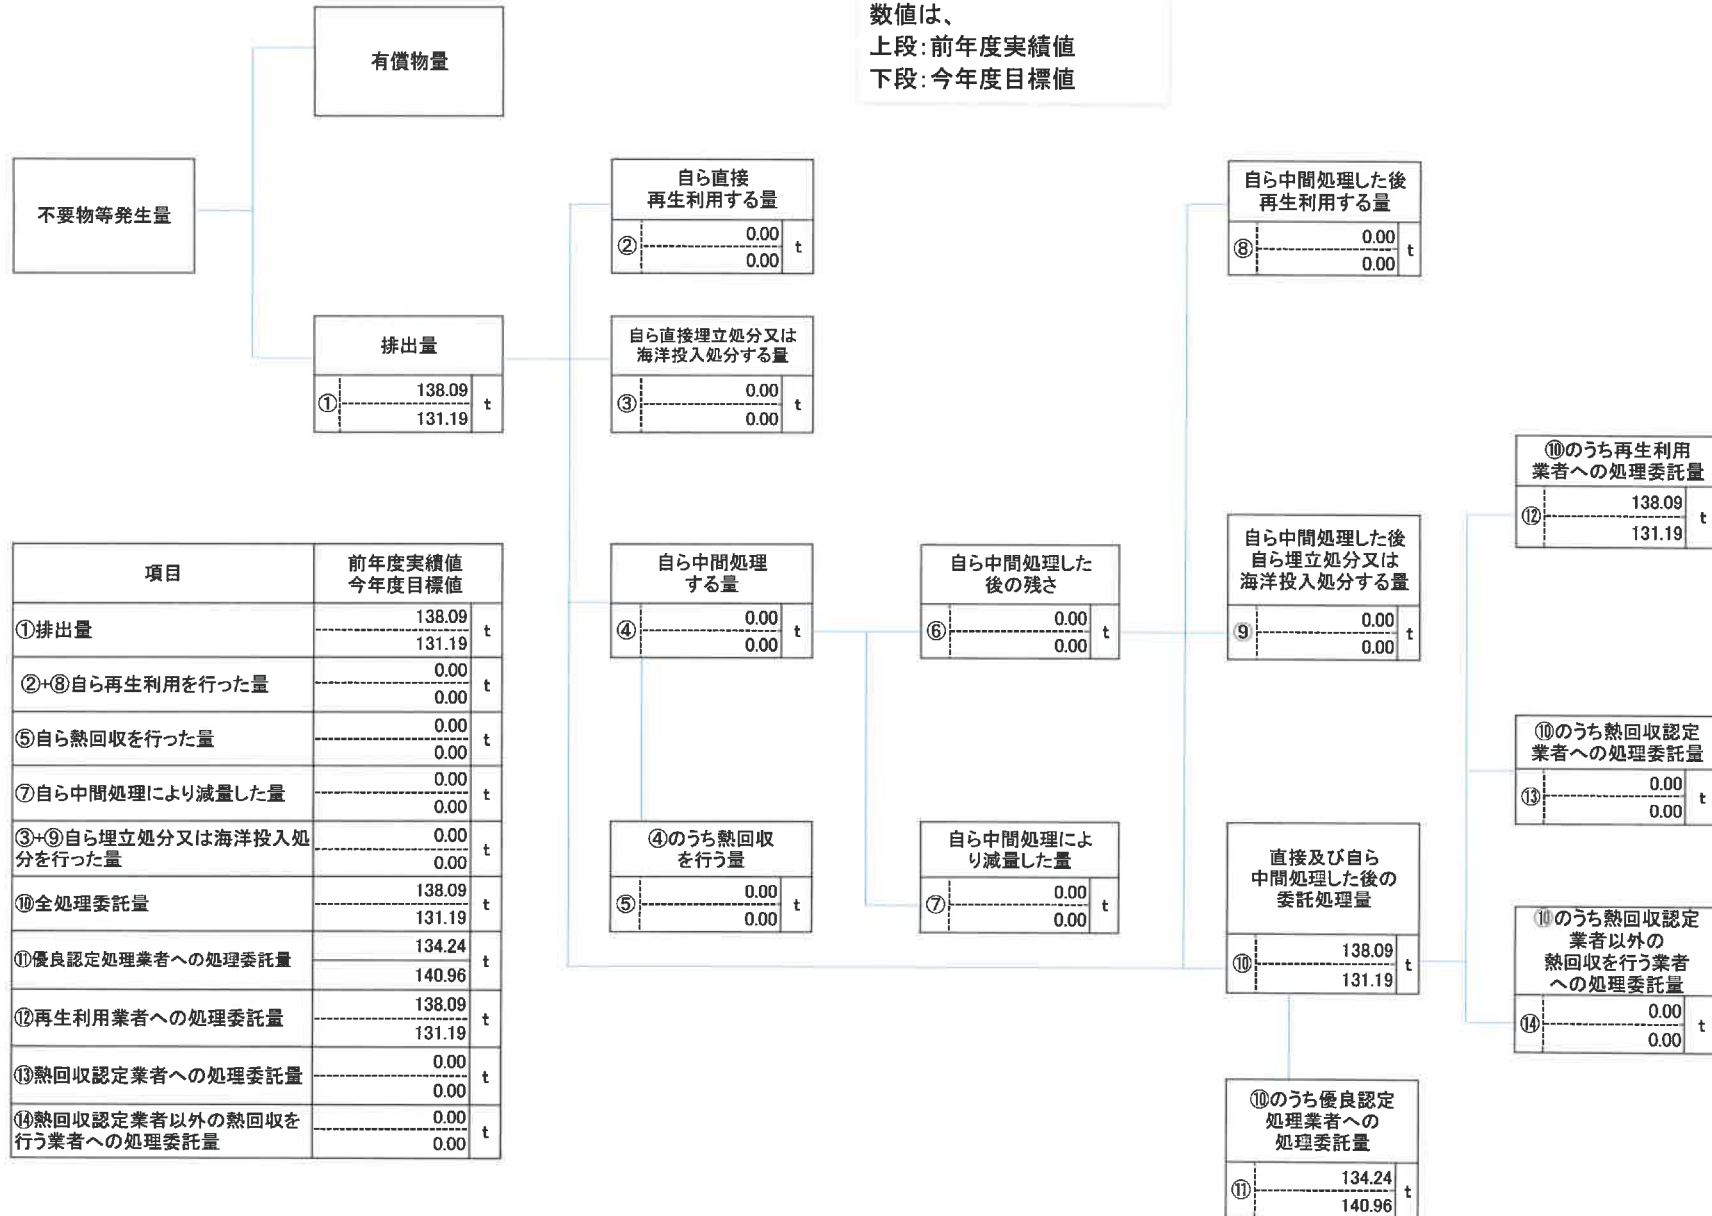 数値は、
上段：前年度実績値
下段：今年度目標値
有償物量
不要物等発生量
排出量
①
138.09
131.19
t
自ら直接
再生利用する量
②
0.00
0.00
t
自ら直接埋立処分又は
海洋投入処分する量
③
0.00
0.00
t
自ら中間処理
する量
④
0.00
0.00
t
④のうち熱回収
を行う量
⑤
0.00
0.00
t
自ら中間処理した
後の残さ
⑥
0.00
0.00
t
自ら中間処理によ
り減量した量
⑦
0.00
0.00
t
自ら中間処理した後
再生利用する量
⑧
0.00
0.00
t
自ら中間処理した後
自ら埋立処分又は
海洋投入処分する量
⑨
0.00
0.00
t
直接及び自ら
中間処理した後の
委託処理量
⑩
138.09
131.19
t
⑩のうち優良認定
処理業者への
処理委託量
⑪
134.24
140.96
t
⑩のうち再生利用
業者への処理委託量
⑫
138.09
131.19
t
⑩のうち熱回収認定
業者への処理委託量
⑬
0.00
0.00
t
⑩のうち熱回収認定
業者以外の
熱回収を行う業者
への処理委託量
⑭
0.00
0.00
t
項目
前年度実績値
今年度目標値
①排出量
138.09
131.19
t
②+⑧自ら再生利用を行った量
0.00
0.00
t
⑤自ら熱回収を行った量
0.00
0.00
t
⑦自ら中間処理により減量した量
0.00
0.00
t
③+⑨自ら埋立処分又は海洋投入処
分を行った量
0.00
0.00
t
⑩全処理委託量
138.09
131.19
t
⑪優良認定処理業者への処理委託量
134.24
140.96
t
⑫再生利用業者への処理委託量
138.09
131.19
t
⑬熱回収認定業者への処理委託量
0.00
0.00
t
⑭熱回収認定業者以外の熱回収を
行う業者への処理委託量
0.00
0.00
t